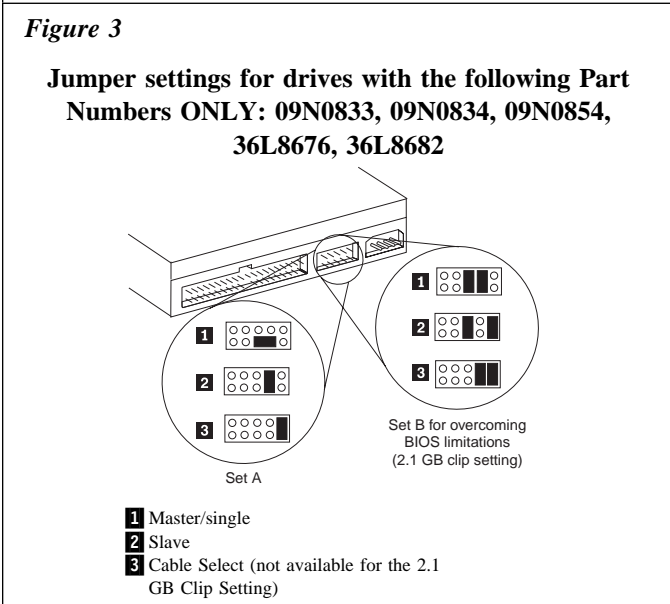 Figure 3
Jumper settings for drives with the following Part
Numbers ONLY: 09N0833, 09N0834, 09N0854,
36L8676, 36L8682
1
2
3
Set A
1
2
3
Set B for overcoming
BIOS limitations
(2.1 GB clip setting)
1 Master/single
2 Slave
3 Cable Select (not available for the 2.1
GB Clip Setting)